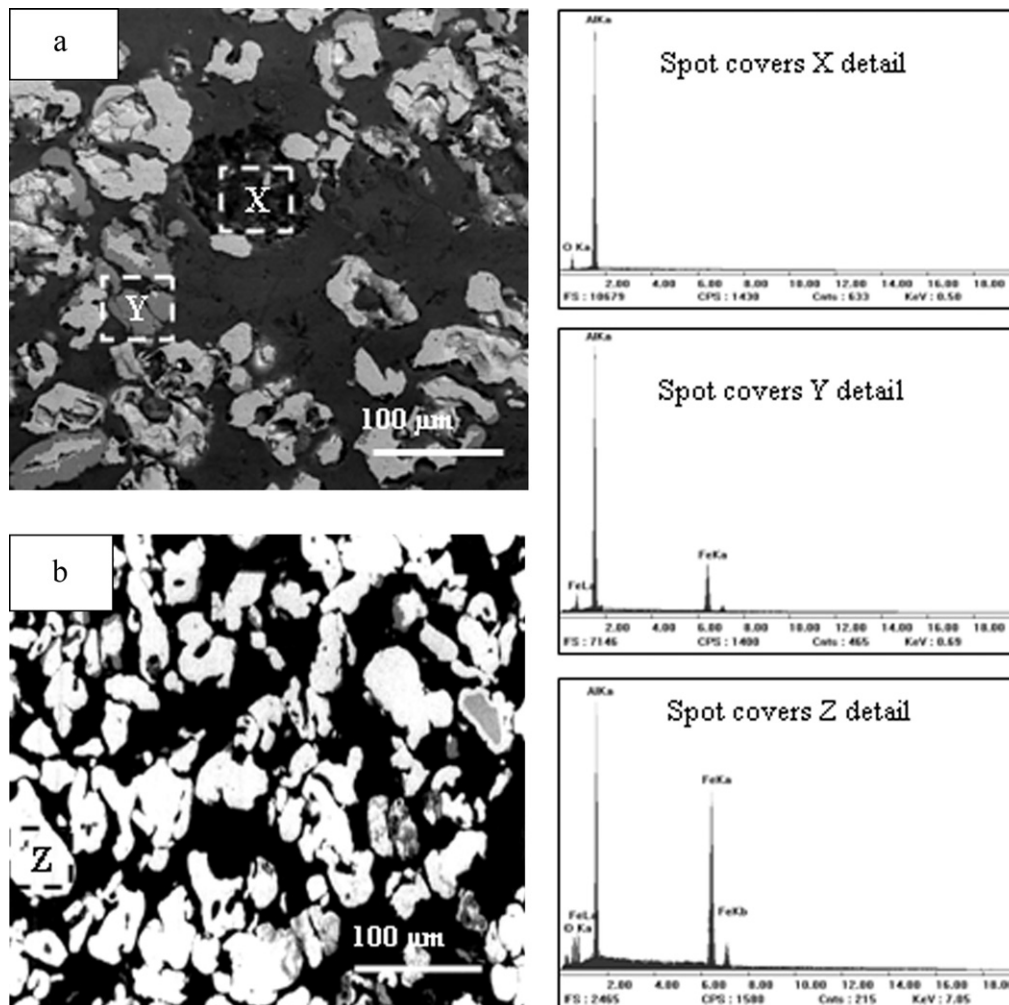 a
X
Y
100 µm
AlKa
Spot covers X detail
O Ka
2.00 4.00 6.00 8.00 10.00 12.00 14.00 16.00 18.00
FS : 10679 CPS : 1430 Cnts : 633 KeV : 0.50
AlKa
Spot covers Y detail
FeKa
FeLa
2.00 4.00 6.00 8.00 10.00 12.00 14.00 16.00 18.00
FS : 7146 CPS : 1400 Cnts : 465 KeV : 0.69
b
Z
100 µm
AlKa
Spot covers Z detail
FeKa
FeKb
FeLa
O Ka
2.00 4.00 6.00 8.00 10.00 12.00 14.00 16.00 18.00
FS : 2465 CPS : 1500 Cnts : 215 KeV : 7.05